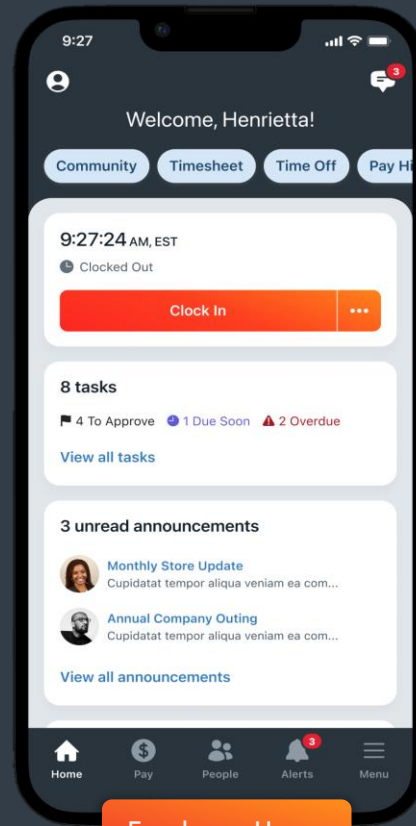 9:27
3
Welcome, Henrietta!
Community Timesheet Time Off Pay
9:27:24 AM, EST
Clocked Out
Clock In
8 tasks
4 To Approve 1 Due Soon 2 Overdue
View all tasks
3 unread announcements
Monthly Store Update
Cupidatat tempor aliqua veniam ea com...
Annual Company Outing
Cupidatat tempor aliqua veniam ea com...
View all announcements
3
Home Pay People Alerts Menu